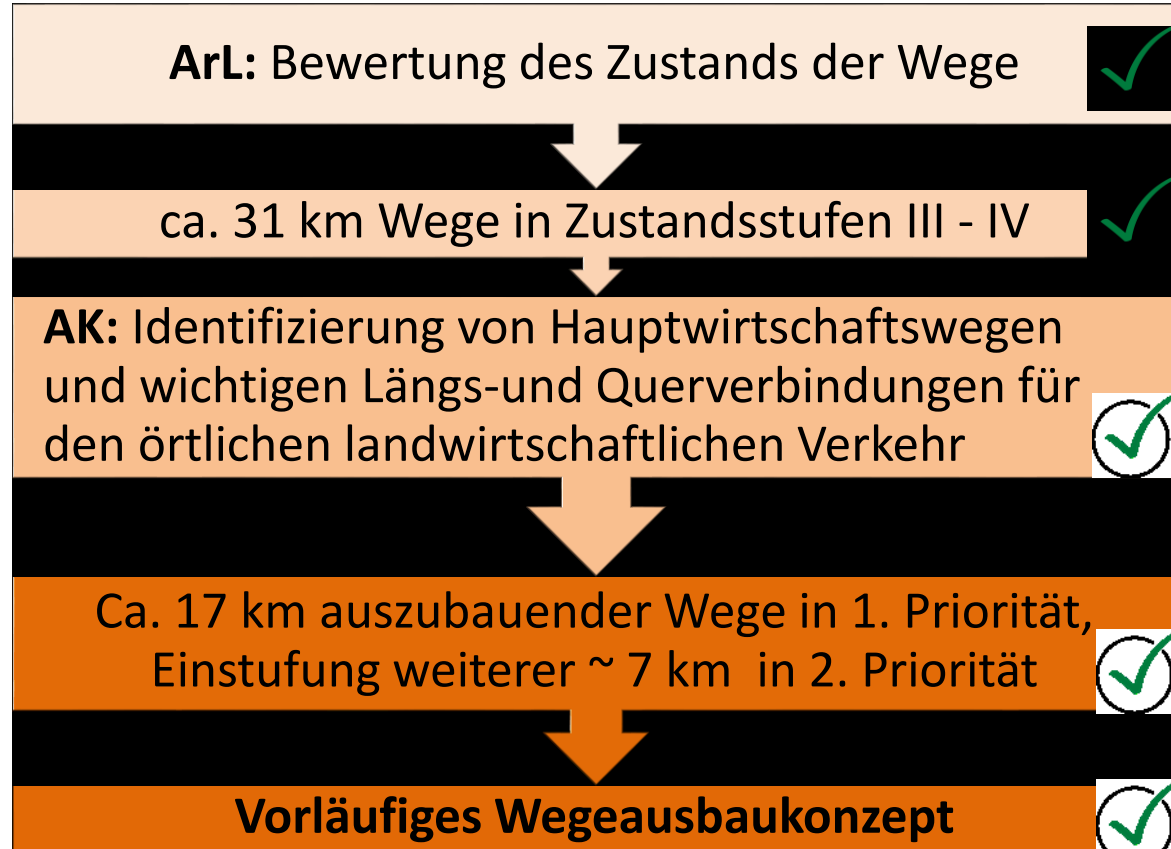 ArL: Bewertung des Zustands der Wege
ca. 31 km Wege in Zustandsstufen III - IV
AK: Identifizierung von Hauptwirtschaftswegen
und wichtigen Längs-und Querverbindungen für
den örtlichen landwirtschaftlichen Verkehr
Ca. 17 km auszubauender Wege in 1. Priorität,
Einstufung weiterer ~ 7 km in 2. Priorität
Vorläufiges Wegeausbaukonzept